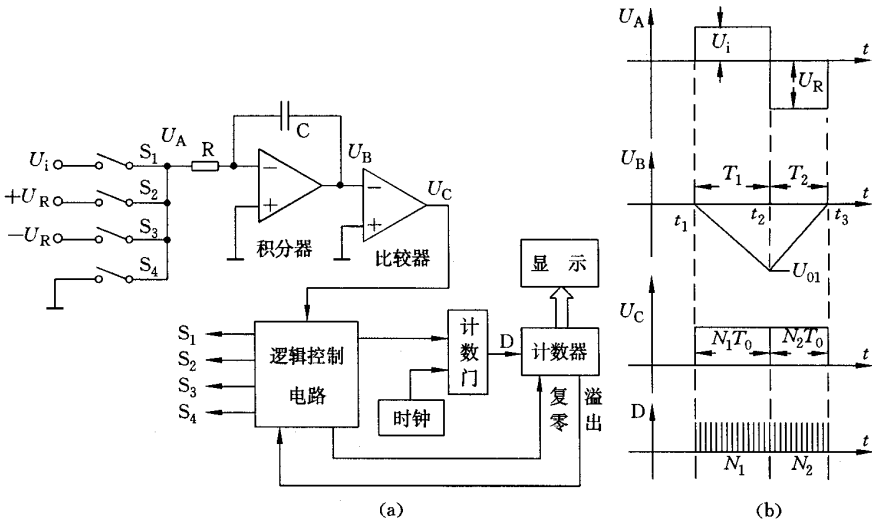 U_A
R
C
U_B
U_C
U_i
S_1
+U_R
S_2
−U_R
S_3
S_4
−
+
−
+
积分器
比较器
显 示
S_1
S_2
S_3
S_4
逻辑控制
电路
计数门
D
计数器
时钟
复零
溢出
(a)
U_A
U_i
t
U_R
U_B
T_1
T_2
t
t_1
t_2
t_3
U_01
U_C
N_1T_0
N_2T_0
t
D
t
N_1
N_2
(b)